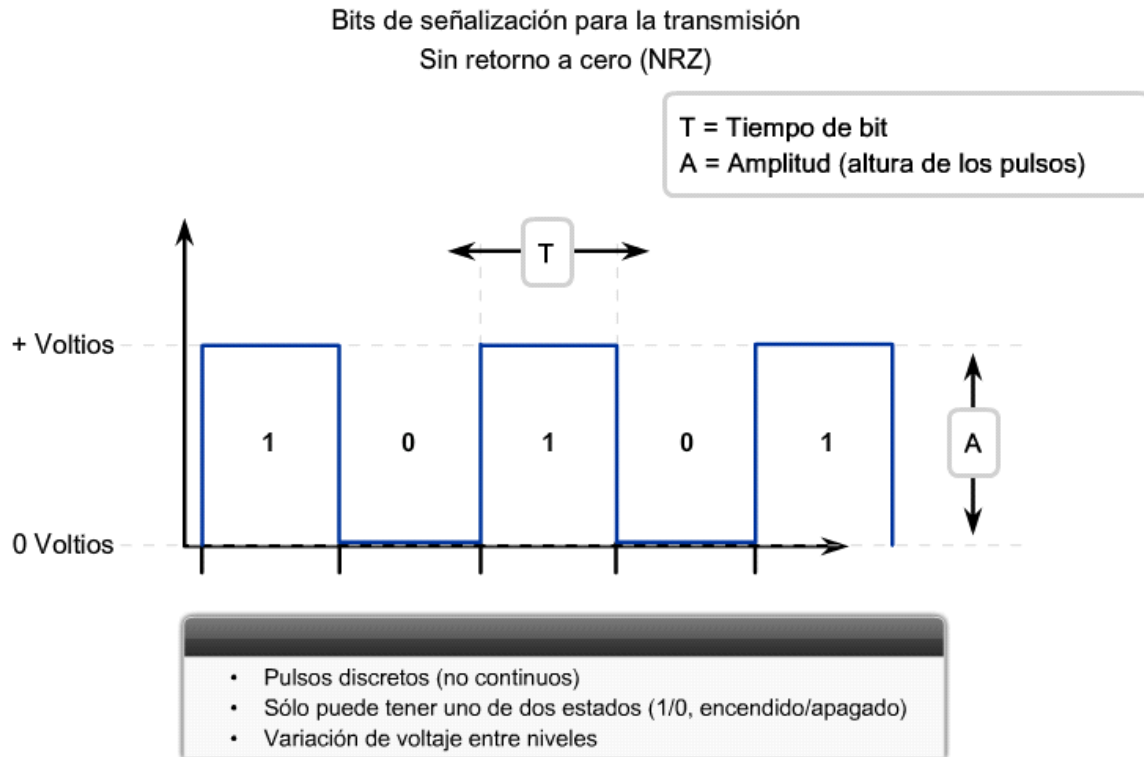 Bits de señalización para la transmisión
Sin retorno a cero (NRZ)
T = Tiempo de bit
A = Amplitud (altura de los pulsos)
T
+ Voltios
1 0 1 0 1
A
0 Voltios
• Pulsos discretos (no continuos)
• Sólo puede tener uno de dos estados (1/0, encendido/apagado)
• Variación de voltaje entre niveles